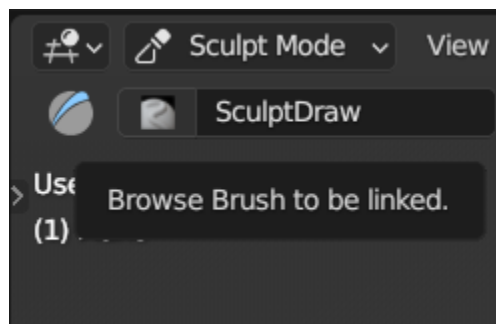 Sculpt Mode View
SculptDraw
Use
Browse Brush to be linked.
(1)